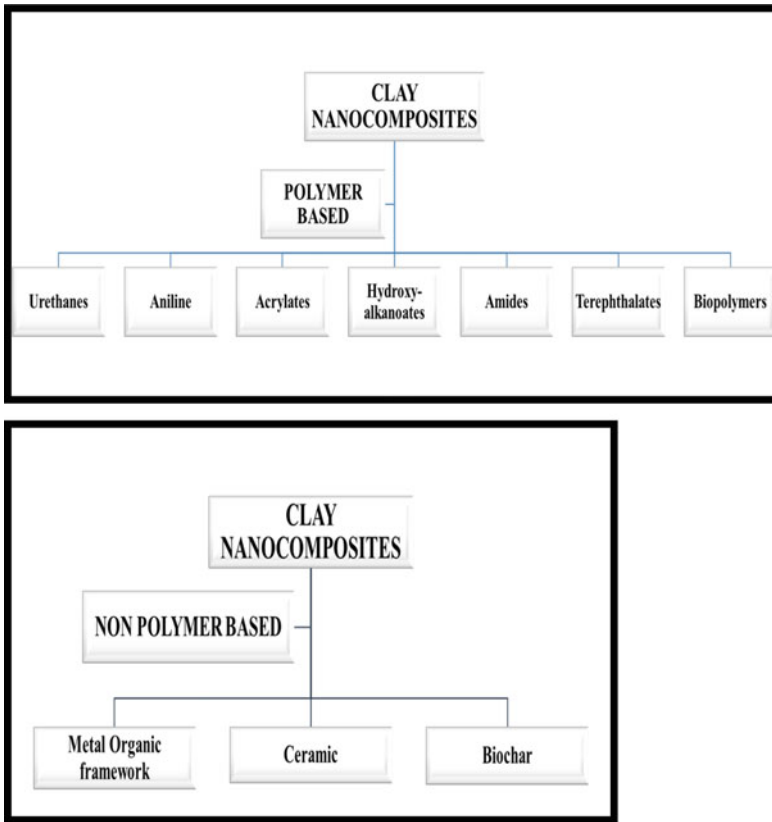 CLAY
NANOCOMPOSITES
POLYMER
BASED
Urethanes
Aniline
Acrylates
Hydroxy-
alkanoates
Amides
Terephthalates
Biopolymers
CLAY
NANOCOMPOSITES
NON POLYMER BASED
Metal Organic
framework
Ceramic
Biochar